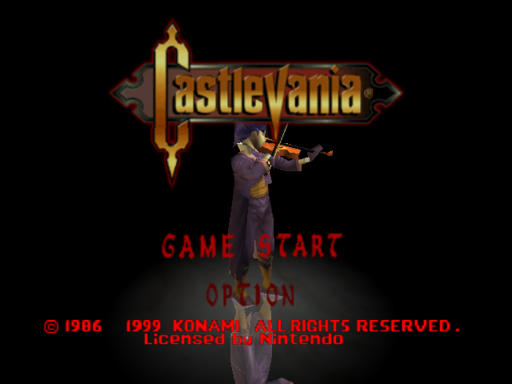 Castlevania®
GAME START
OPTION
© 1986 1999 KONAMI ALL RIGHTS RESERVED.
Licensed by Nintendo